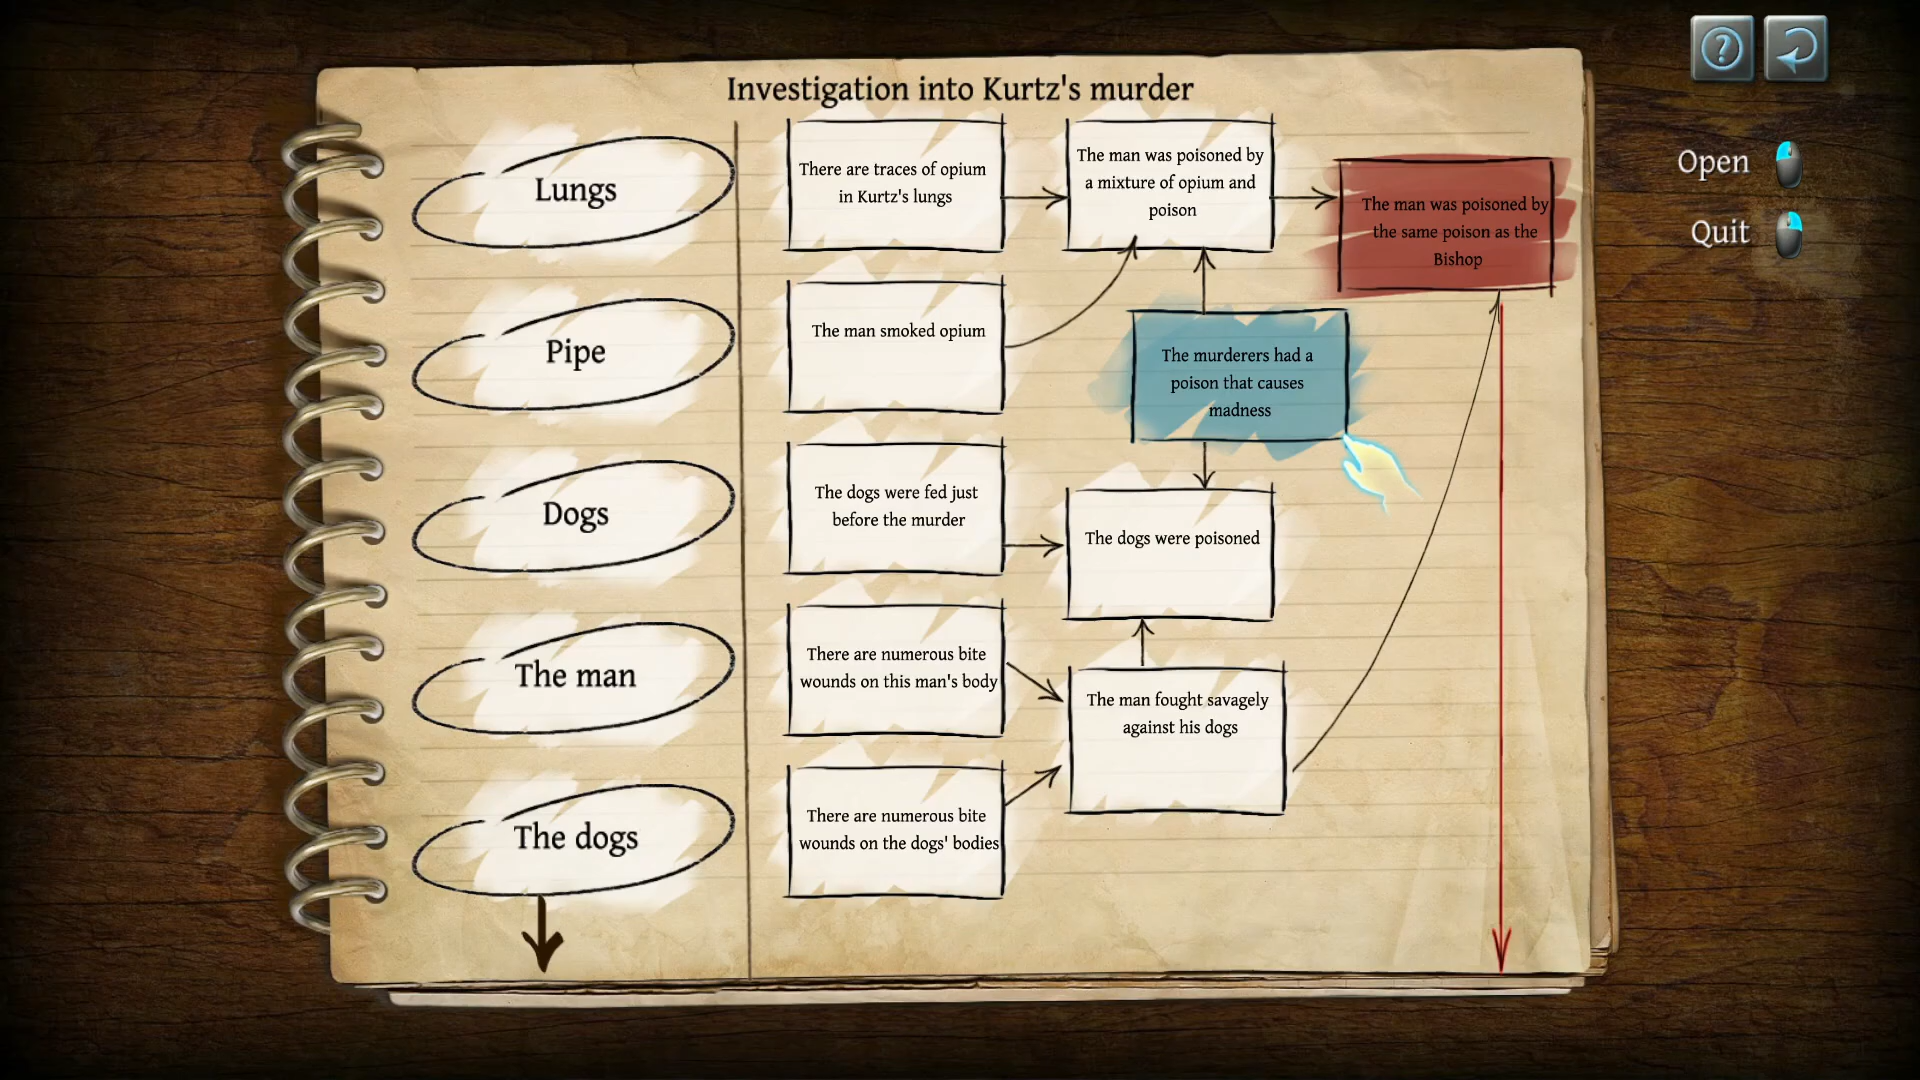 Investigation into Kurtz's murder
Lungs
There are traces of opium
in Kurtz's lungs
The man was poisoned by
a mixture of opium and
poison
The man was poisoned by
the same poison as the
Bishop
Pipe
The man smoked opium
The murderers had a
poison that causes
madness
Dogs
The dogs were fed just
before the murder
The dogs were poisoned
The man
There are numerous bite
wounds on this man's body
The man fought savagely
against his dogs
The dogs
There are numerous bite
wounds on the dogs' bodies
?
Open
Quit